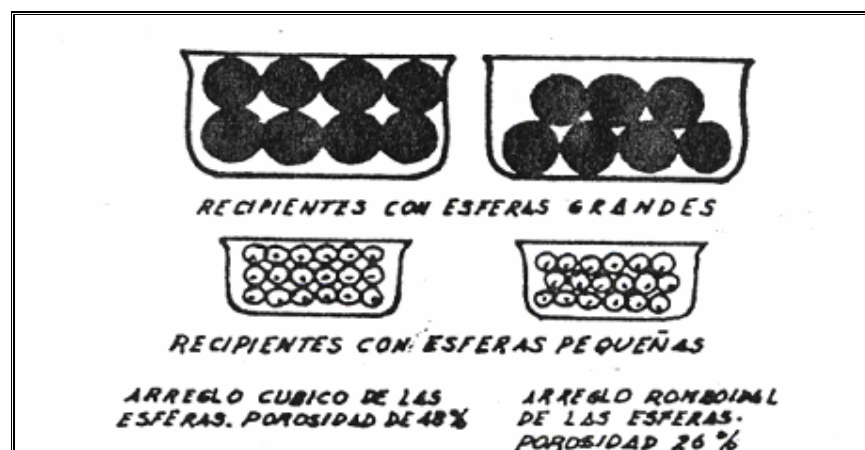 RECIPIENTES CON ESFERAS GRANDES
RECIPIENTES CON ESFERAS PEQUEÑAS
ARREGLO CUBICO DE LAS
ESFERAS. POROSIDAD DE 48%
ARREGLO ROMBOIDAL
DE LAS ESFERAS.
POROSIDAD 26 %